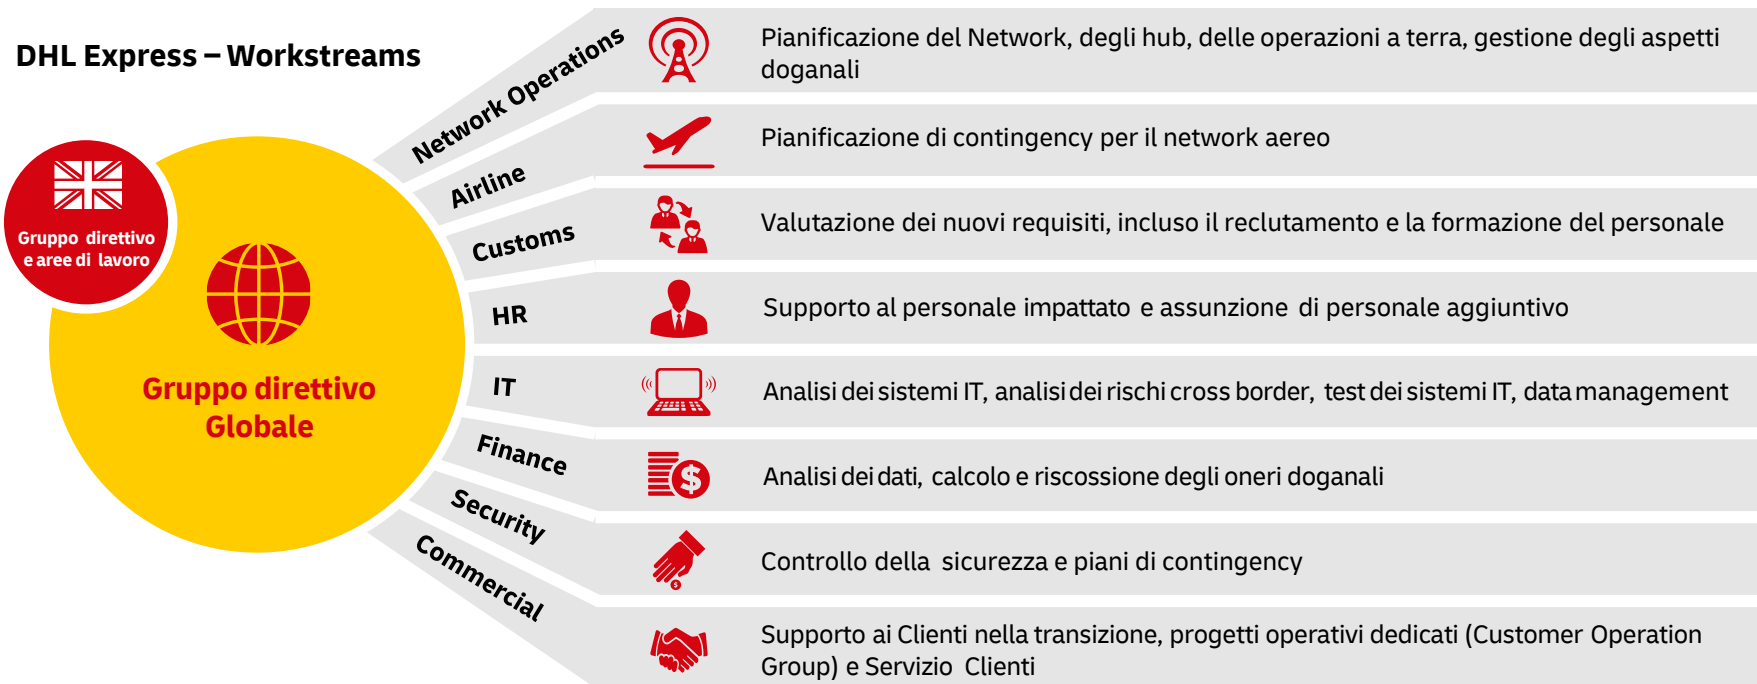 DHL Express – Workstreams
Gruppo direttivo
e aree di lavoro
Gruppo direttivo
Globale
Network Operations
Pianificazione del Network, degli hub, delle operazioni a terra, gestione degli aspetti
doganali
Airline
Pianificazione di contingency per il network aereo
Customs
Valutazione dei nuovi requisiti, incluso il reclutamento e la formazione del personale
HR
Supporto al personale impattato e assunzione di personale aggiuntivo
IT
Analisi dei sistemi IT, analisi dei rischi cross border, test dei sistemi IT, data management
Finance
$
Analisi dei dati, calcolo e riscossione degli oneri doganali
Security
$
Controllo della sicurezza e piani di contingency
Commercial
Supporto ai Clienti nella transizione, progetti operativi dedicati (Customer Operation
Group) e Servizio Clienti